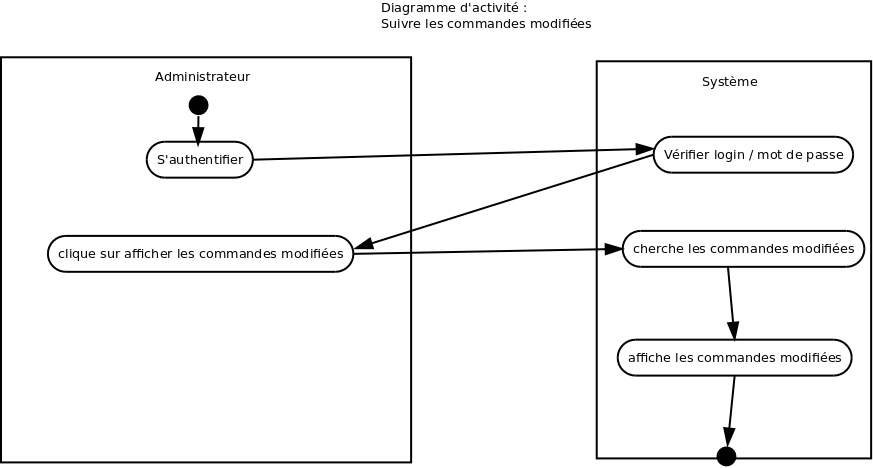 Diagramme d'activité :
Suivre les commandes modifiées
Administrateur
Système
S'authentifier
Vérifier login / mot de passe
clique sur afficher les commandes modifiées
cherche les commandes modifiées
affiche les commandes modifiées